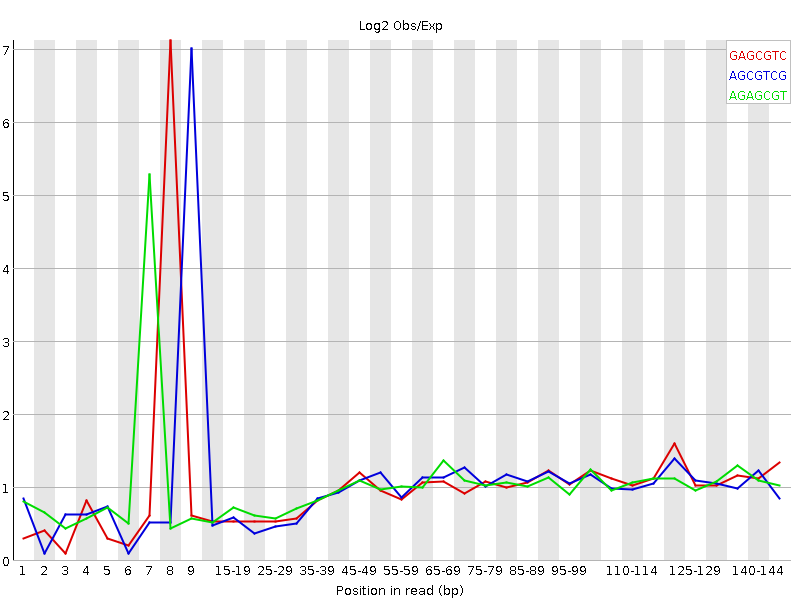 Log2 Obs/Exp
GAGCGTC
AGCGTCG
AGAGCGT
7
6
5
4
3
2
1
0
1 2 3 4 5 6 7 8 9 15-19 25-29 35-39 45-49 55-59 65-69 75-79 85-89 95-99 110-114 125-129 140-144
Position in read (bp)